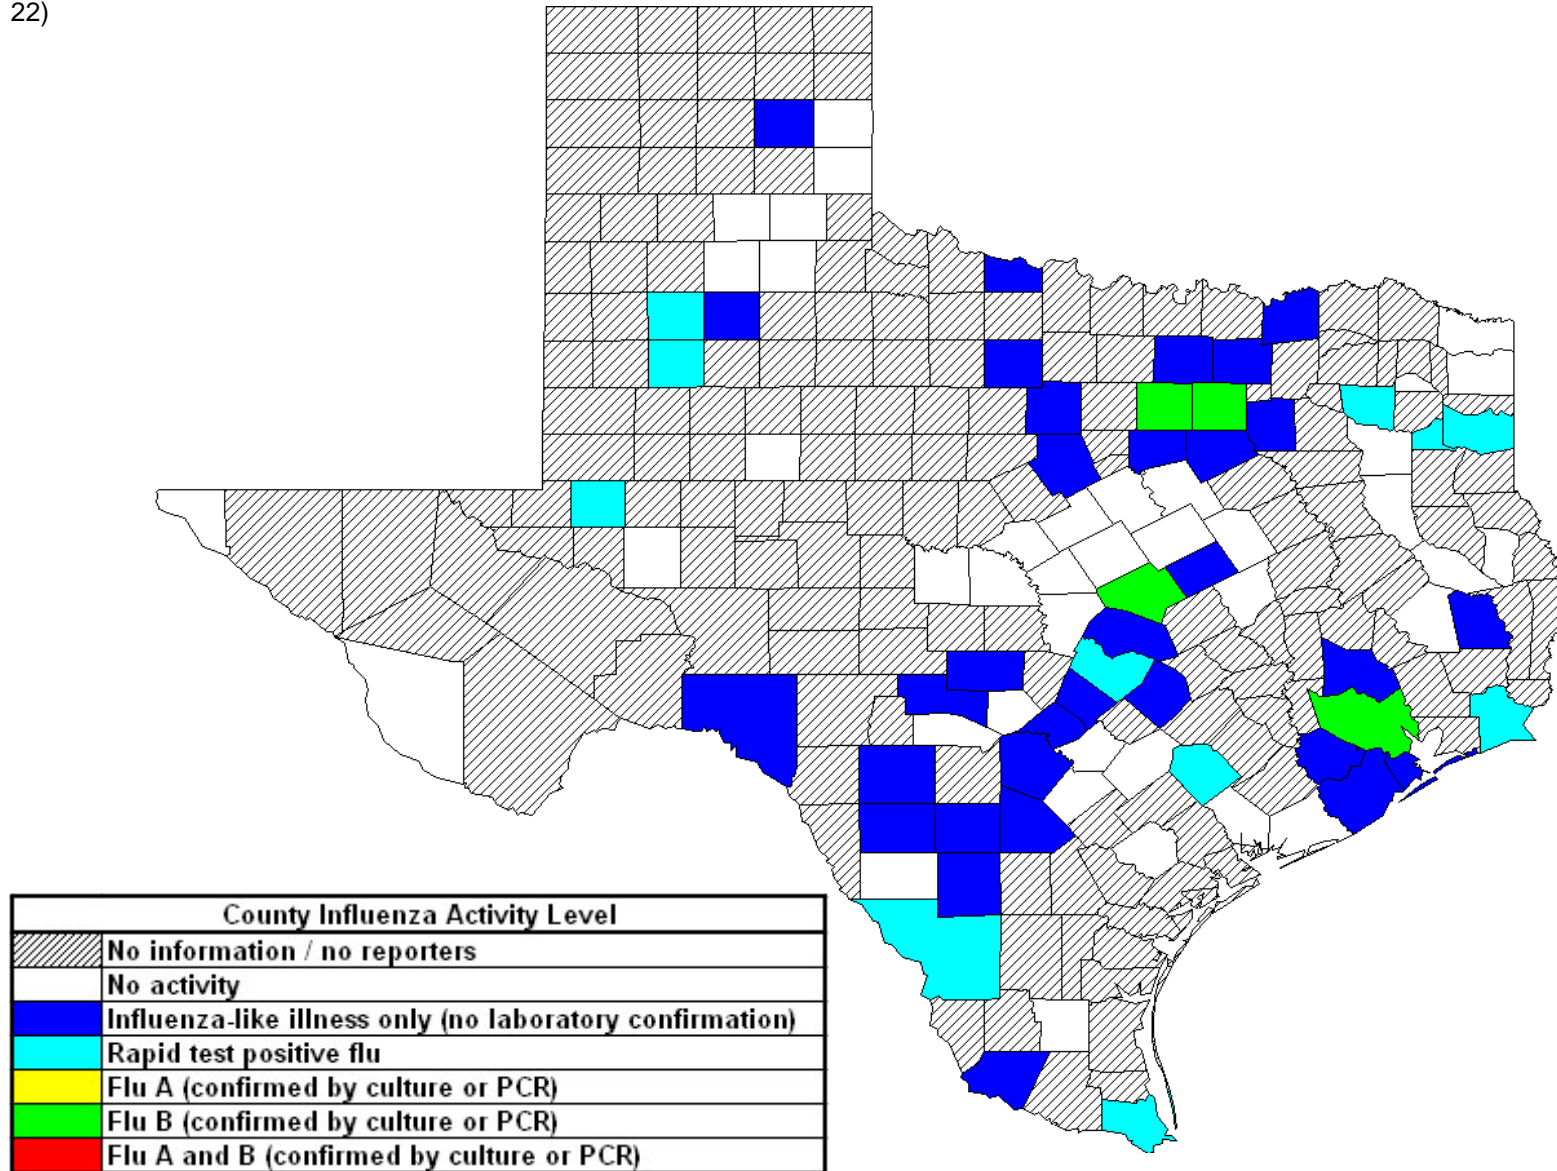 22)
County Influenza Activity Level
No information / no reporters
No activity
Influenza-like illness only (no laboratory confirmation)
Rapid test positive flu
Flu A (confirmed by culture or PCR)
Flu B (confirmed by culture or PCR)
Flu A and B (confirmed by culture or PCR)